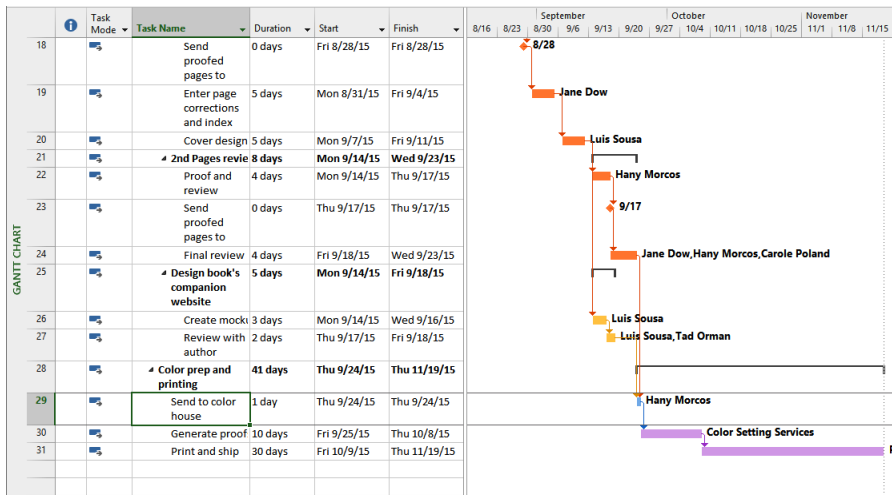 Task
Mode
Task Name
Duration
Start
Finish
September
October
November
8/16 8/23 8/30 9/6 9/13 9/20 9/27 10/4 10/11 10/18 10/25 11/1 11/8 11/15
GANTT CHART
18 Send 0 days Fri 8/28/15 Fri 8/28/15 8/28
proofed
pages to
19 Enter page 5 days Mon 8/31/15 Fri 9/4/15 Jane Dow
corrections
and index
20 Cover design 5 days Mon 9/7/15 Fri 9/11/15 Luis Sousa
21 2nd Pages revie 8 days Mon 9/14/15 Wed 9/23/15
22 Proof and 4 days Mon 9/14/15 Thu 9/17/15 Hany Morcos
review
23 Send 0 days Thu 9/17/15 Thu 9/17/15 9/17
proofed
pages to
24 Final review 4 days Fri 9/18/15 Wed 9/23/15 Jane Dow,Hany Morcos,Carole Poland
25 Design book's 5 days Mon 9/14/15 Fri 9/18/15
companion
website
26 Create mocku 3 days Mon 9/14/15 Wed 9/16/15 Luis Sousa
27 Review with 2 days Thu 9/17/15 Fri 9/18/15 Luis Sousa,Tad Orman
author
28 Color prep and 41 days Thu 9/24/15 Thu 11/19/15
printing
29 Send to color 1 day Thu 9/24/15 Thu 9/24/15 Hany Morcos
house
30 Generate proof 10 days Fri 9/25/15 Thu 10/8/15 Color Setting Services
31 Print and ship 30 days Fri 10/9/15 Thu 11/19/15